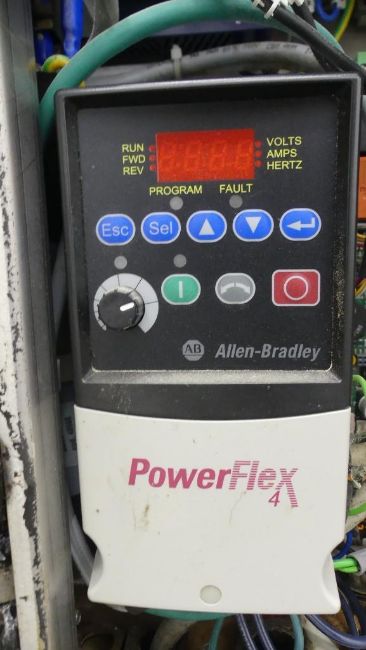 RUN
FWD
REV
VOLTS
AMPS
HERTZ
PROGRAM FAULT
Esc Sel
AB Allen-Bradley
PowerFlex
4